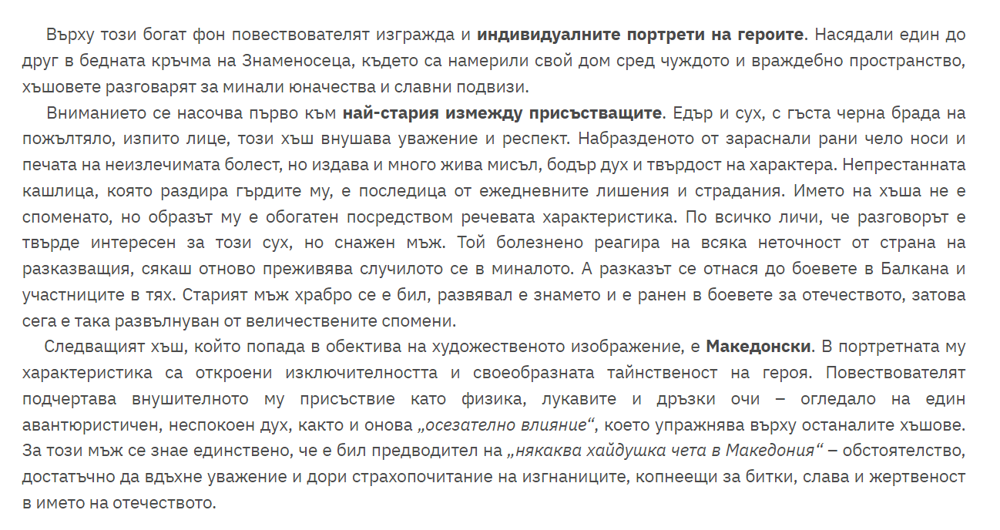 Върху този богат фон повествователят изгражда и индивидуалните портрети на героите. Насядали един до
друг в бедната кръчма на Знаменосеца, където са намерили свой дом сред чуждото и враждебно пространство,
хъшовете разговарят за минали юначества и славни подвизи.
Вниманието се насочва първо към най-стария измежду присъстващите. Едър и сух, с гъста черна брада на
пожълтяло, изпито лице, този хъш внушава уважение и респект. Набразденото от зараснали рани чело носи и
печата на неизлечимата болест, но издава и много жива мисъл, бодър дух и твърдост на характера. Непрестанната
кашлица, която раздира гърдите му, е последица от ежедневните лишения и страдания. Името на хъша не е
споменато, но образът му е обогатен посредством речевата характеристика. По всичко личи, че разговорът е
твърде интересен за този сух, но снажен мъж. Той болезнено реагира на всяка неточност от страна на
разказващия, сякаш отново преживява случилото се в миналото. А разказът се отнася до боевете в Балкана и
участниците в тях. Старият мъж храбро се е бил, развявал е знамето и е ранен в боевете за отечеството, затова
сега е така развълнуван от величествените спомени.
Следващият хъш, който попада в обектива на художественото изображение, е Македонски. В портретната му
характеристика са откроени изключителността и своеобразната тайнственост на героя. Повествователят
подчертава внушителното му присъствие като физика, лукавите и дръзки очи – огледало на един
авантюристичен, неспокоен дух, както и онова „осезателно влияние“, което упражнява върху останалите хъшове.
За този мъж се знае единствено, че е бил предводител на „някаква хайдушка чета в Македония“ – обстоятелство,
достатъчно да вдъхне уважение и дори страхопочитание на изгнаниците, копнеещи за битки, слава и жертвеност
в името на отечеството.